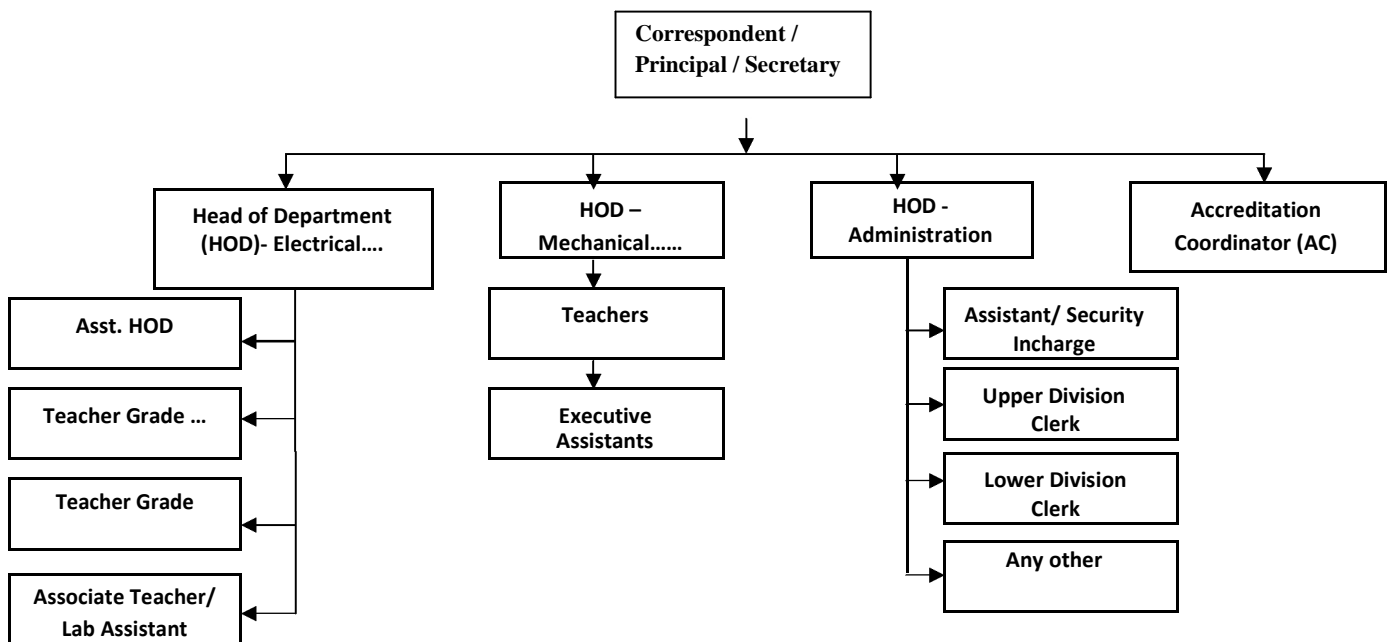 Correspondent /
Principal / Secretary
Head of Department
(HOD)- Electrical....
HOD –
Mechanical......
HOD -
Administration
Accreditation
Coordinator (AC)
Asst. HOD
Teacher Grade ...
Teacher Grade
Associate Teacher/
Lab Assistant
Teachers
Executive
Assistants
Assistant/ Security
Incharge
Upper Division
Clerk
Lower Division
Clerk
Any other